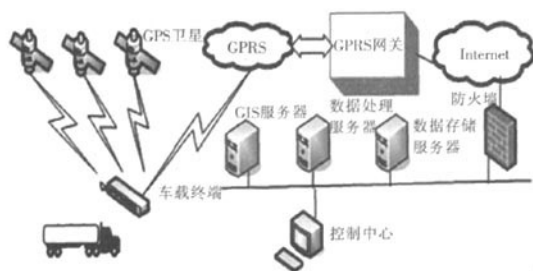 GPS卫星
GPRS
GPRS网关
Internet
防火墙
GIS服务器
数据处理
服务器
数据存储
服务器
车载终端
控制中心